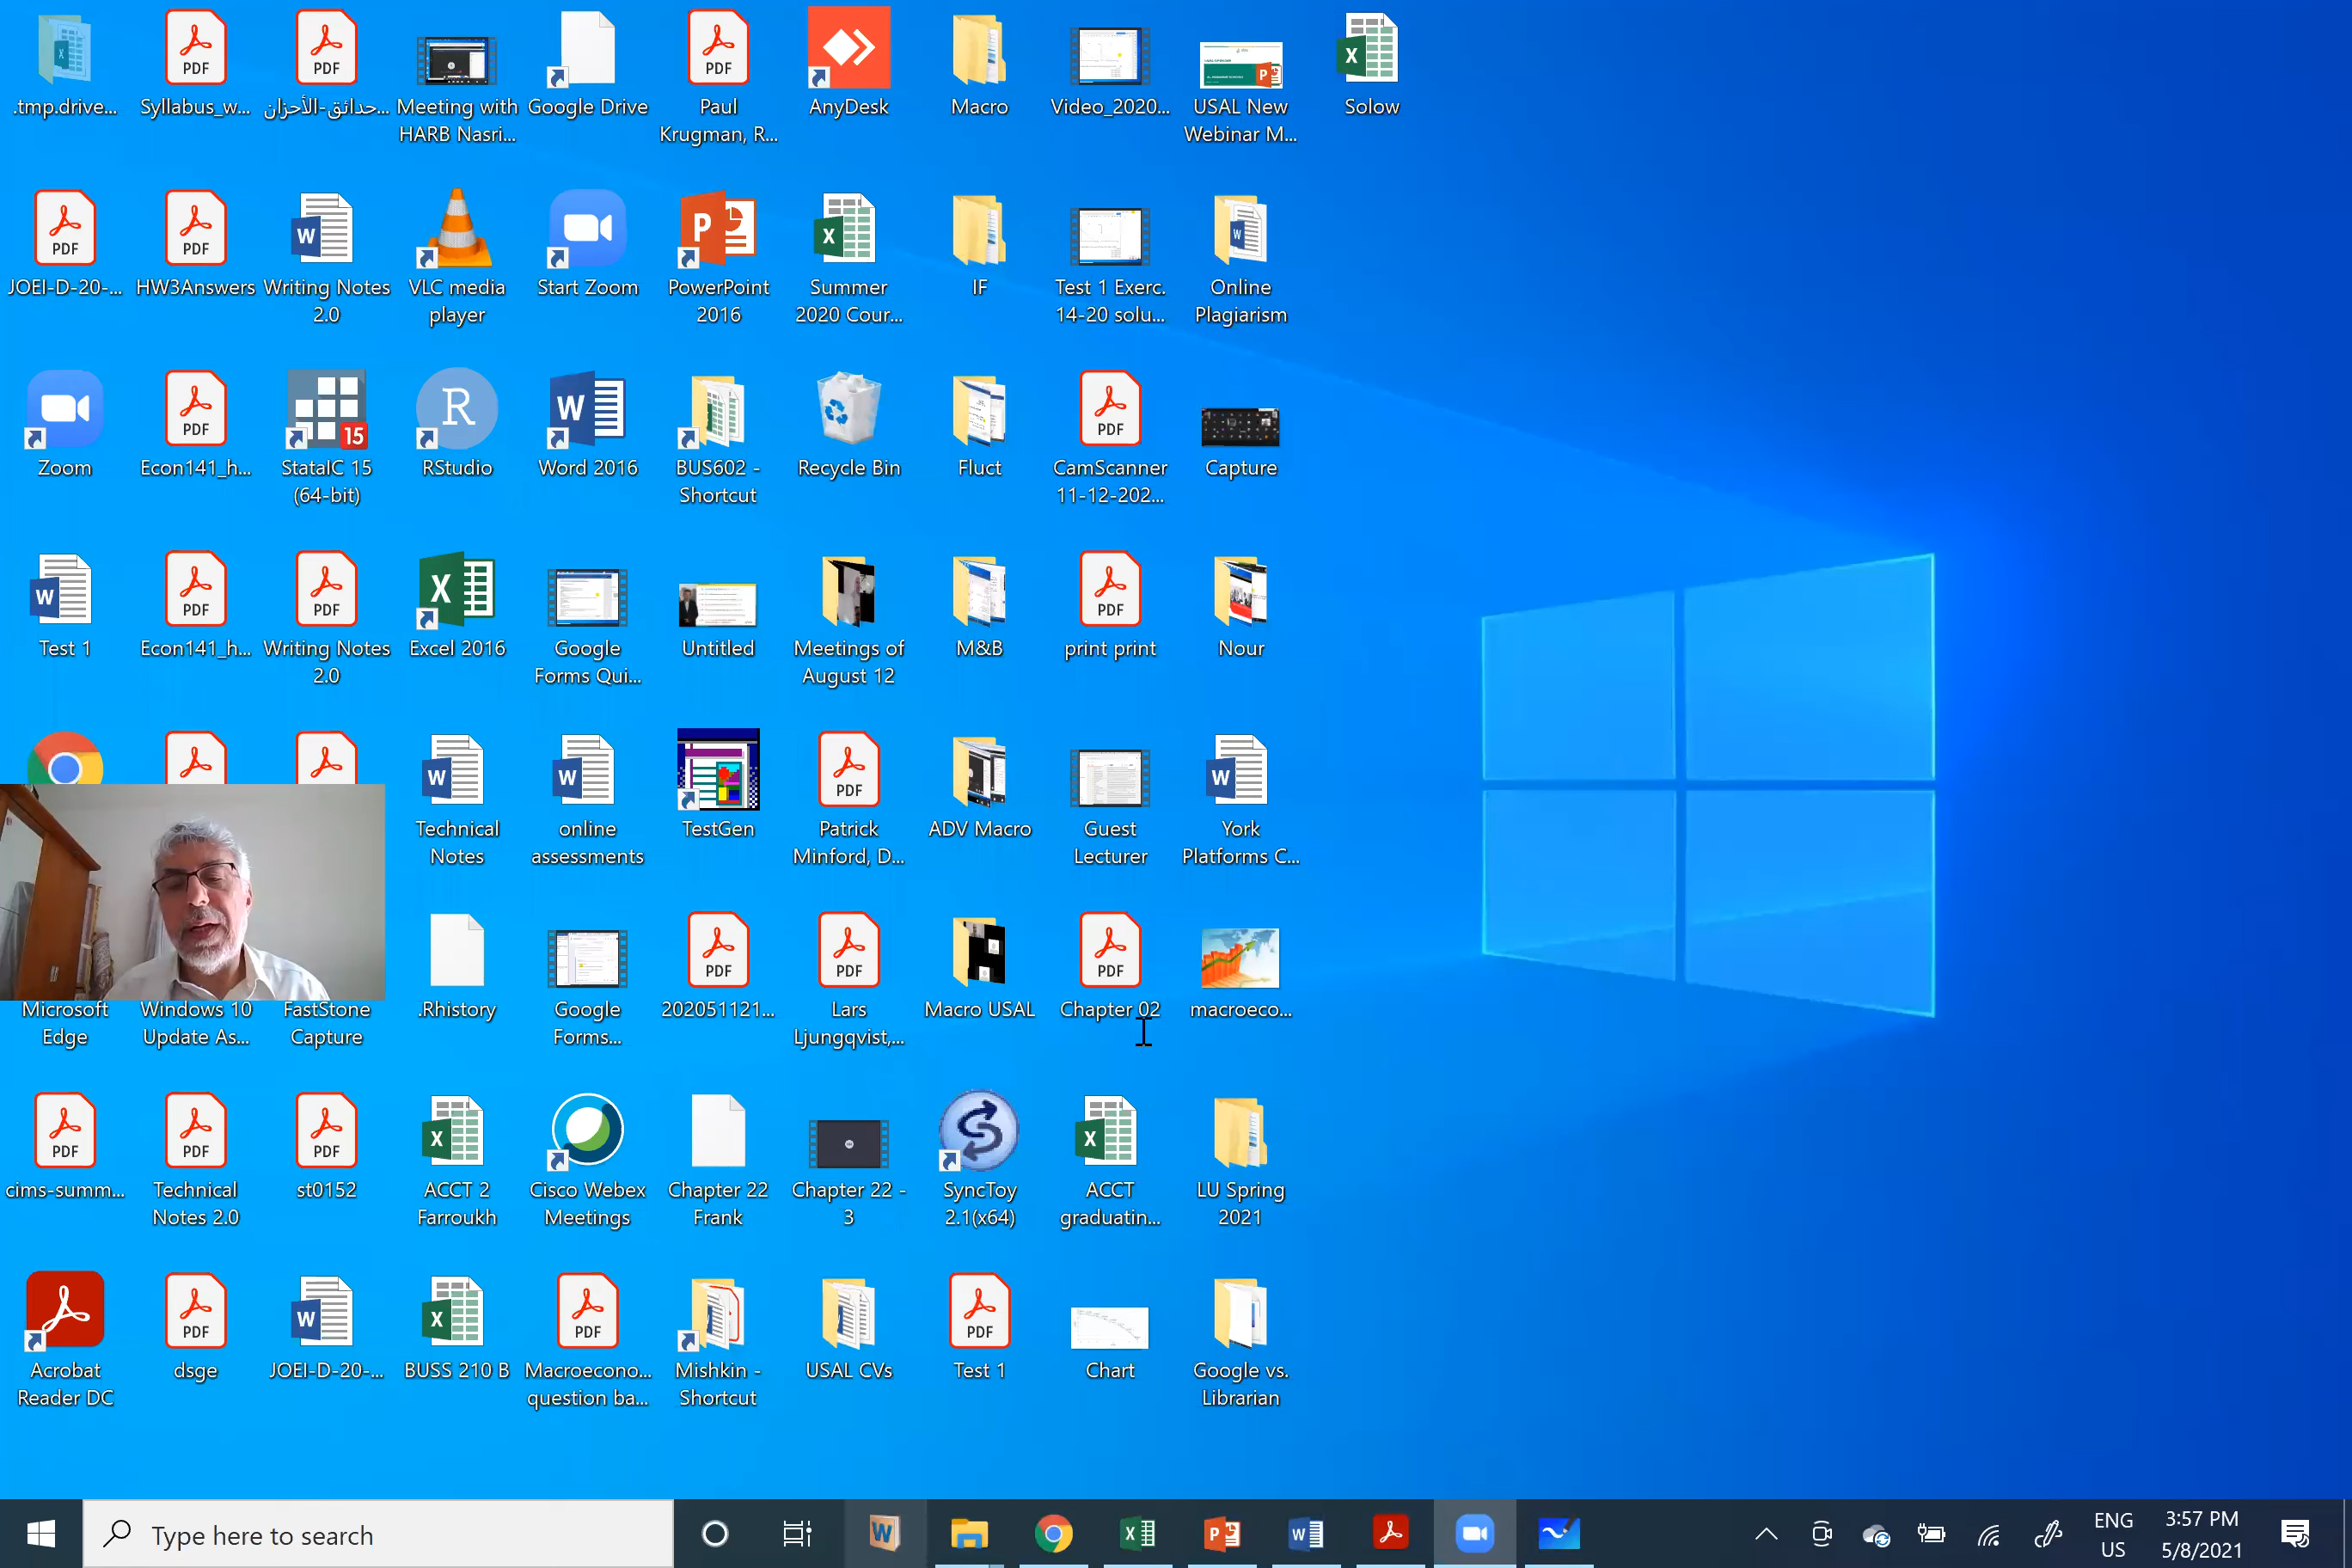 .tmp.drive...
Syllabus_w...
حدائق-الأحزان...
Meeting with
HARB Nasri...
Google Drive
Paul
Krugman, R...
AnyDesk
Macro
Video_2020...
USAL New
Webinar M...
Solow
JOEI-D-20-...
HW3Answers
Writing Notes
2.0
VLC media
player
Start Zoom
PowerPoint
2016
Summer
2020 Cour...
IF
Test 1 Exerc.
14-20 solu...
Online
Plagiarism
Zoom
Econ141_h...
StataIC 15
(64-bit)
RStudio
Word 2016
BUS602 -
Shortcut
Recycle Bin
Fluct
CamScanner
11-12-202...
Capture
Test 1
Econ141_h...
Writing Notes
2.0
Excel 2016
Google
Forms Qui...
Untitled
Meetings of
August 12
M&B
print print
Nour
Technical
Notes
online
assessments
TestGen
Patrick
Minford, D...
ADV Macro
Guest
Lecturer
York
Platforms C...
Microsoft
Edge
Windows 10
Update As...
FastStone
Capture
.Rhistory
Google
Forms...
202051121...
Lars
Ljungqvist,...
Macro USAL
Chapter 02
macroeco...
cims-summ...
Technical
Notes 2.0
st0152
ACCT 2
Farroukh
Cisco Webex
Meetings
Chapter 22
Frank
Chapter 22 -
3
SyncToy
2.1(x64)
ACCT
graduatin...
LU Spring
2021
Acrobat
Reader DC
dsge
JOEI-D-20-...
BUSS 210 B
Macroecono...
question ba...
Mishkin -
Shortcut
USAL CVs
Test 1
Chart
Google vs.
Librarian
Type here to search
ENG
US
3:57 PM
5/8/2021